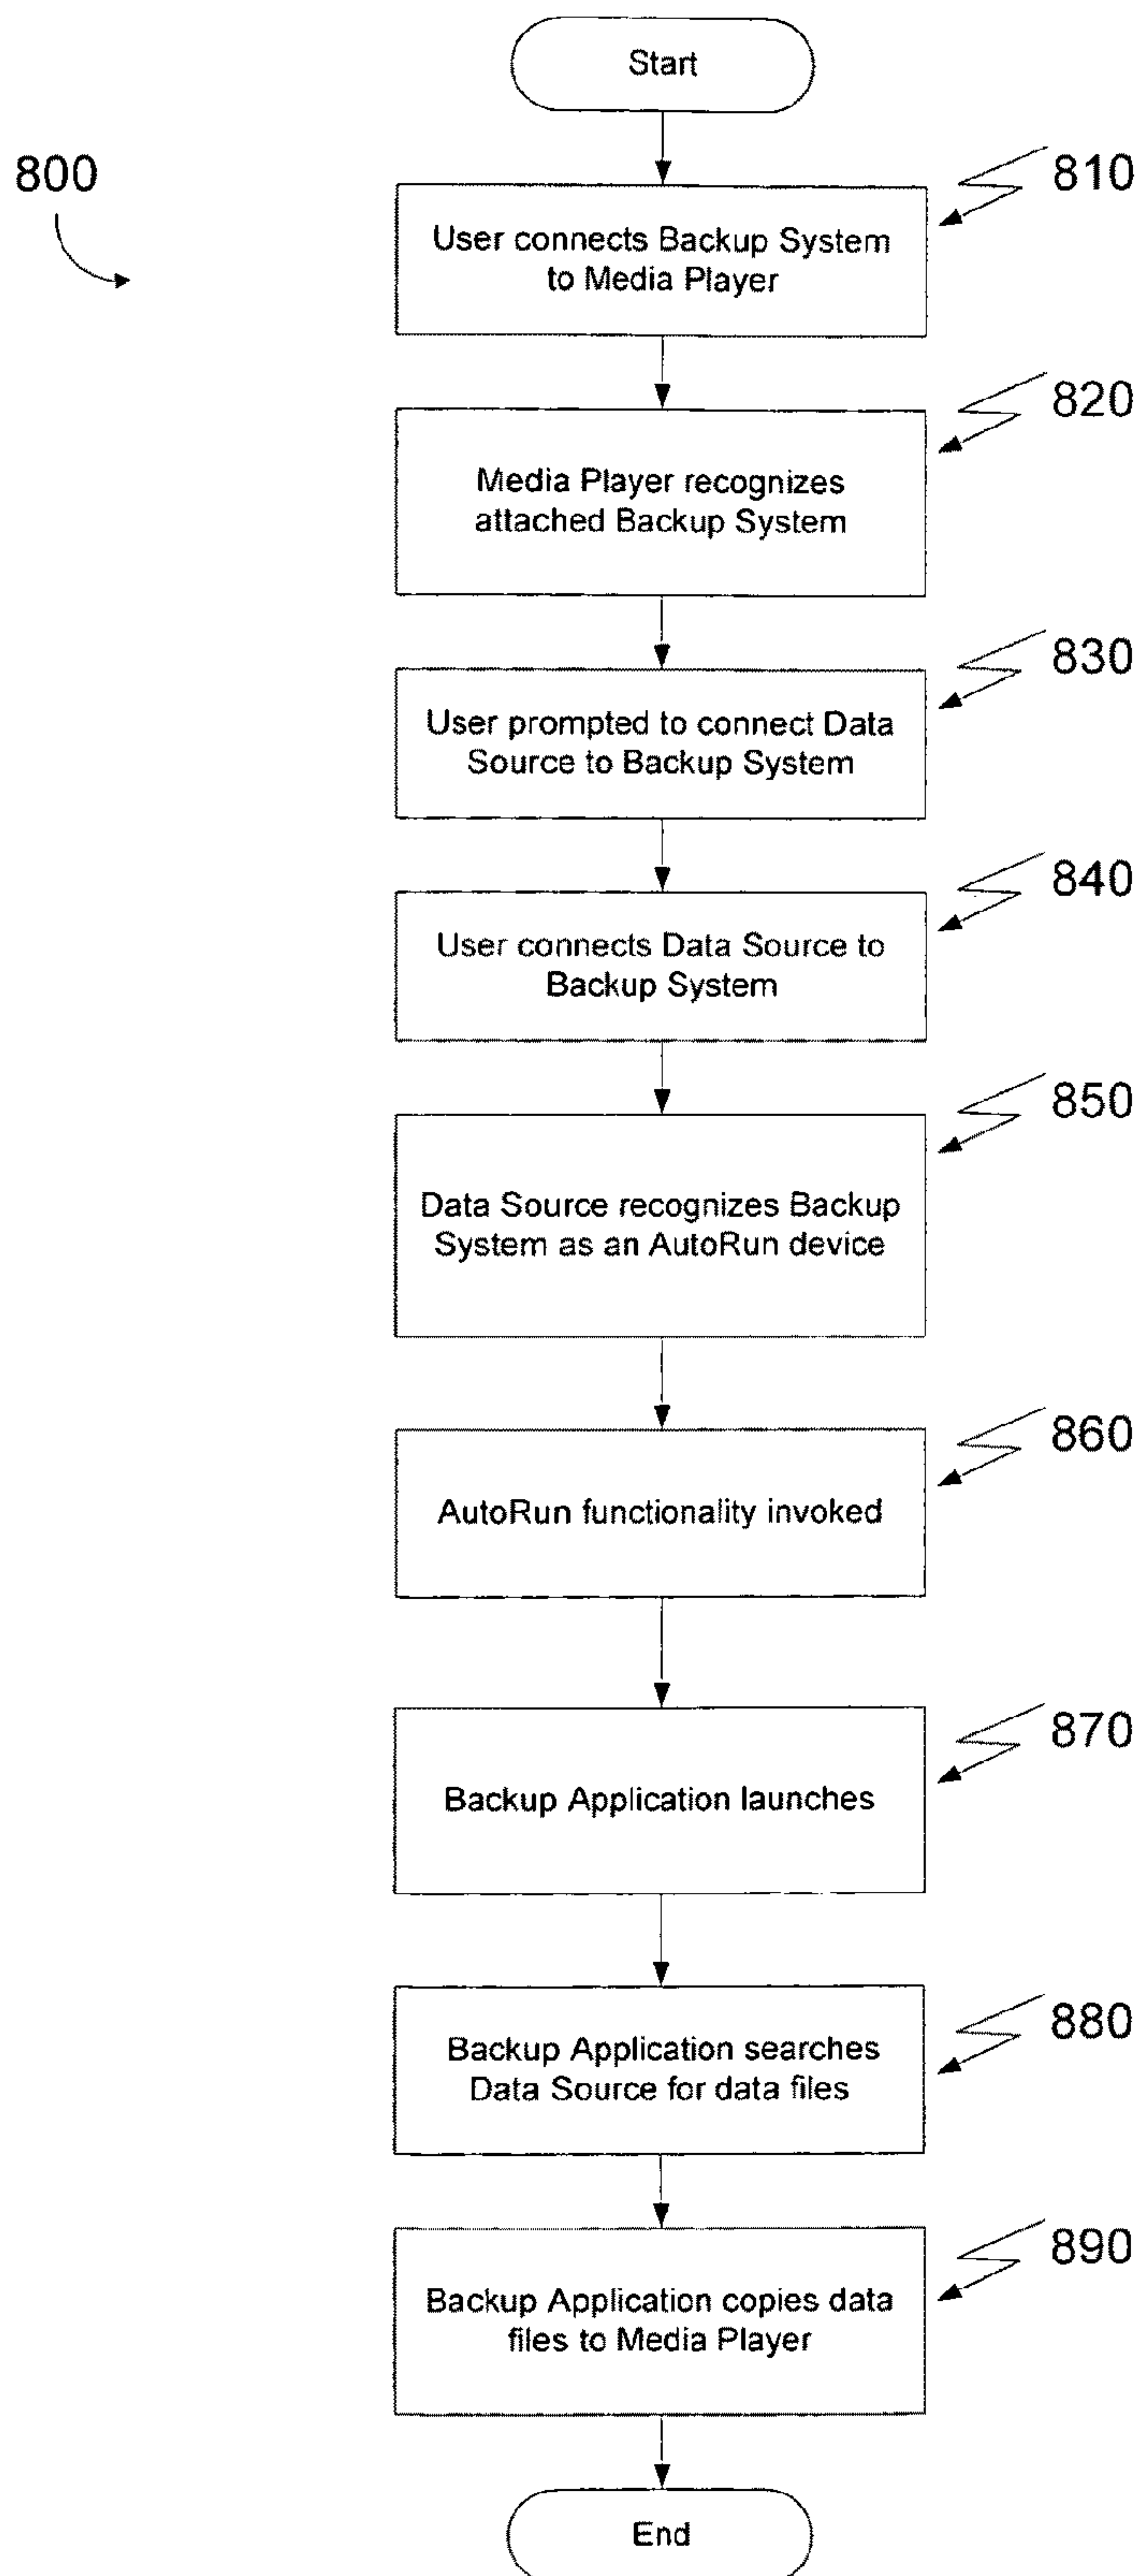 Start
800
810
User connects Backup System
to Media Player
820
Media Player recognizes
attached Backup System
830
User prompted to connect Data
Source to Backup System
840
User connects Data Source to
Backup System
850
Data Source recognizes Backup
System as an AutoRun device
860
AutoRun functionality invoked
870
Backup Application launches
880
Backup Application searches
Data Source for data files
890
Backup Application copies data
files to Media Player
End